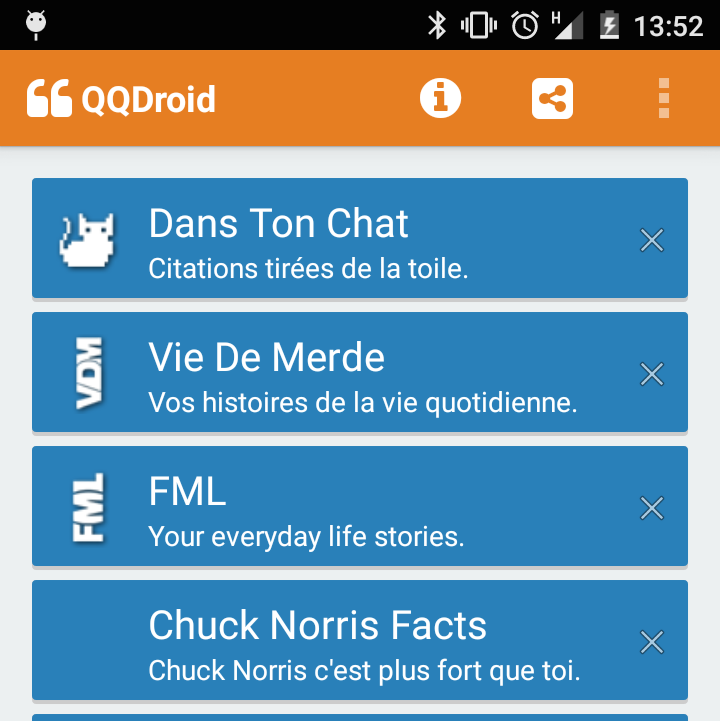 H 13:52
QQDroid
Dans Ton Chat
Citations tirées de la toile.
VDM
Vie De Merde
Vos histoires de la vie quotidienne.
FML
FML
Your everyday life stories.
Chuck Norris Facts
Chuck Norris c'est plus fort que toi.